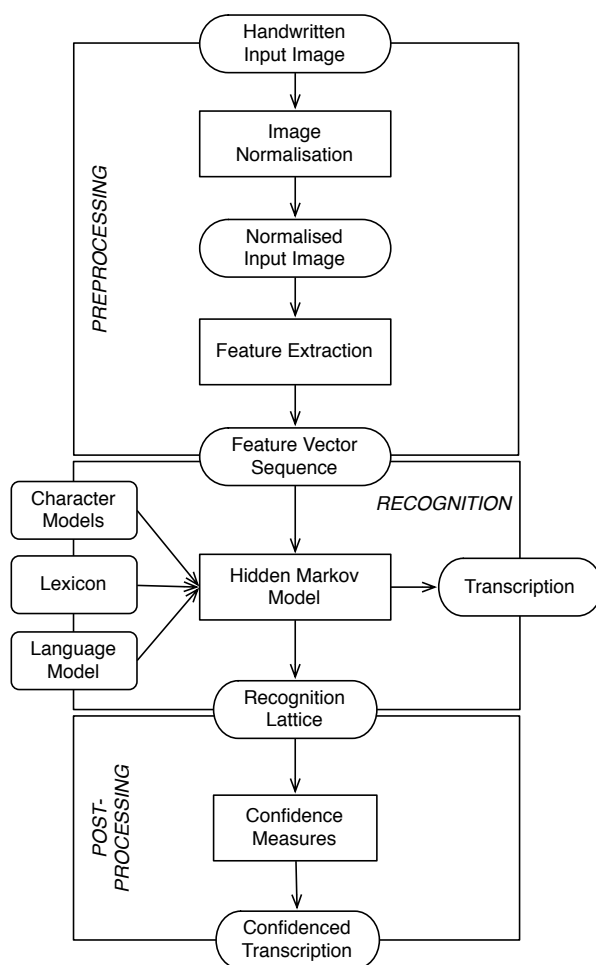 Handwritten
Input Image
Image
Normalisation
PREPROCESSING
Normalised
Input Image
Feature Extraction
Feature Vector
Sequence
RECOGNITION
Character
Models
Lexicon
Language
Model
Hidden Markov
Model
Transcription
Recognition
Lattice
POST-
PROCESSING
Confidence
Measures
Confidenced
Transcription